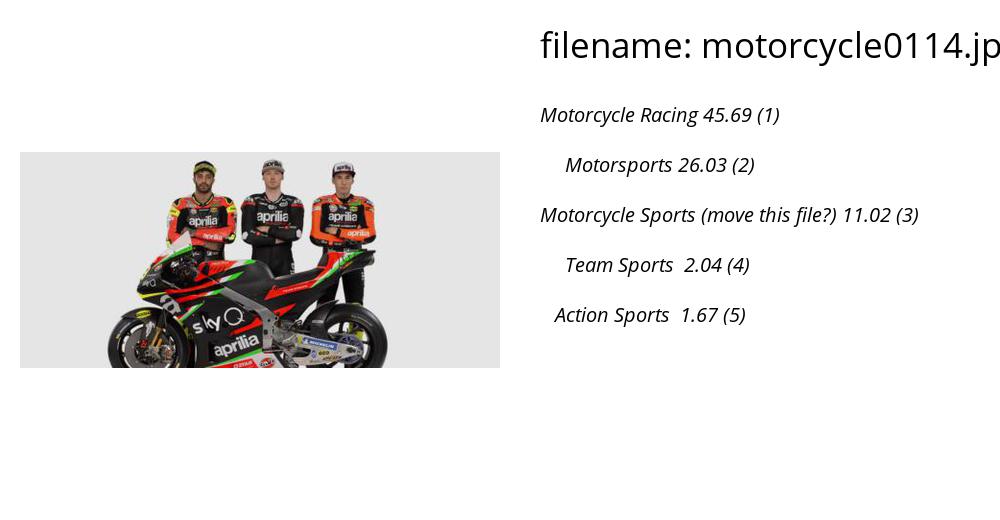 filename: motorcycle0114.jp
Motorcycle Racing 45.69 (1)
Motorsports 26.03 (2)
Motorcycle Sports (move this file?) 11.02 (3)
Team Sports 2.04 (4)
Action Sports 1.67 (5)
aprilia
aprilia
aprilia
aprilia
sky Q
aprilia
MICHELIN